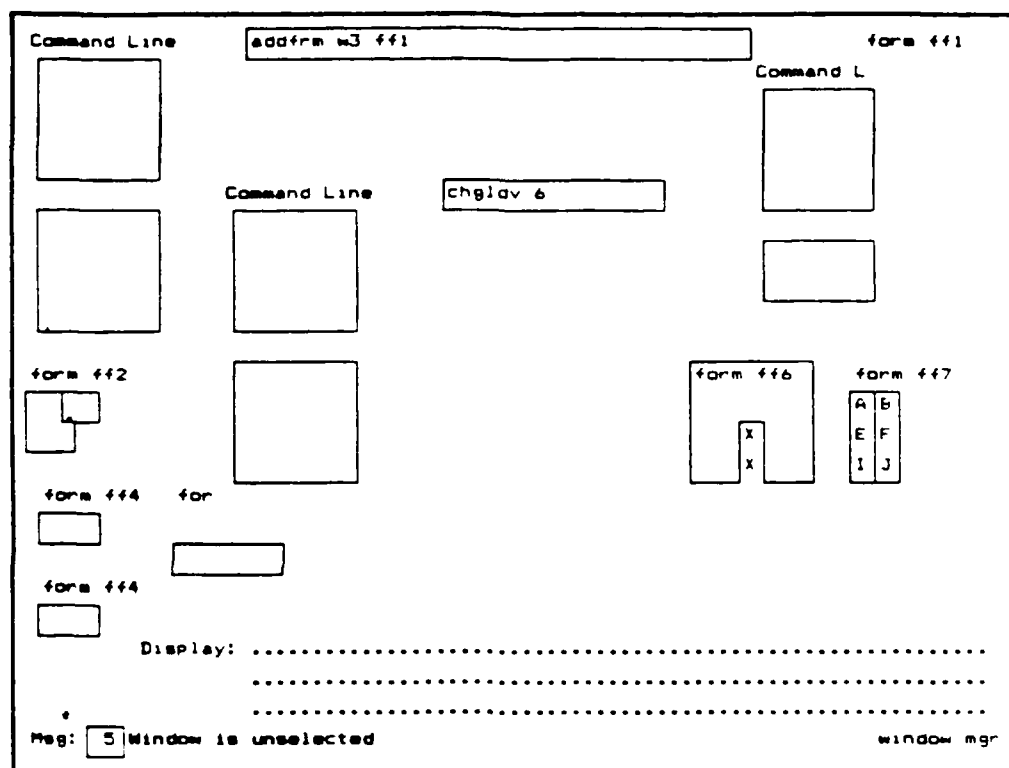 Command Line addfrm w3 ff1 form ff1
Command L
Command Line chgldv 6
form ff2 form ff6 form ff7
A B
X E F
X I J
form ff4 for
form ff4
Display: ........................................................
........................................................
........................................................
Msg: 5 Window is unselected window mgr